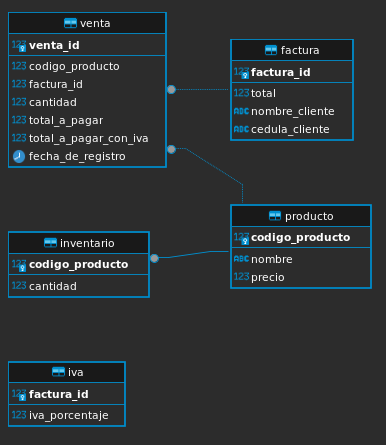 venta
123 venta_id
123 codigo_producto
123 factura_id
123 cantidad
123 total_a_pagar
123 total_a_pagar_con_iva
fecha_de_registro
factura
123 factura_id
123 total
ABC nombre_cliente
ABC cedula_cliente
producto
123 codigo_producto
ABC nombre
123 precio
inventario
123 codigo_producto
123 cantidad
iva
123 factura_id
123 iva_porcentaje